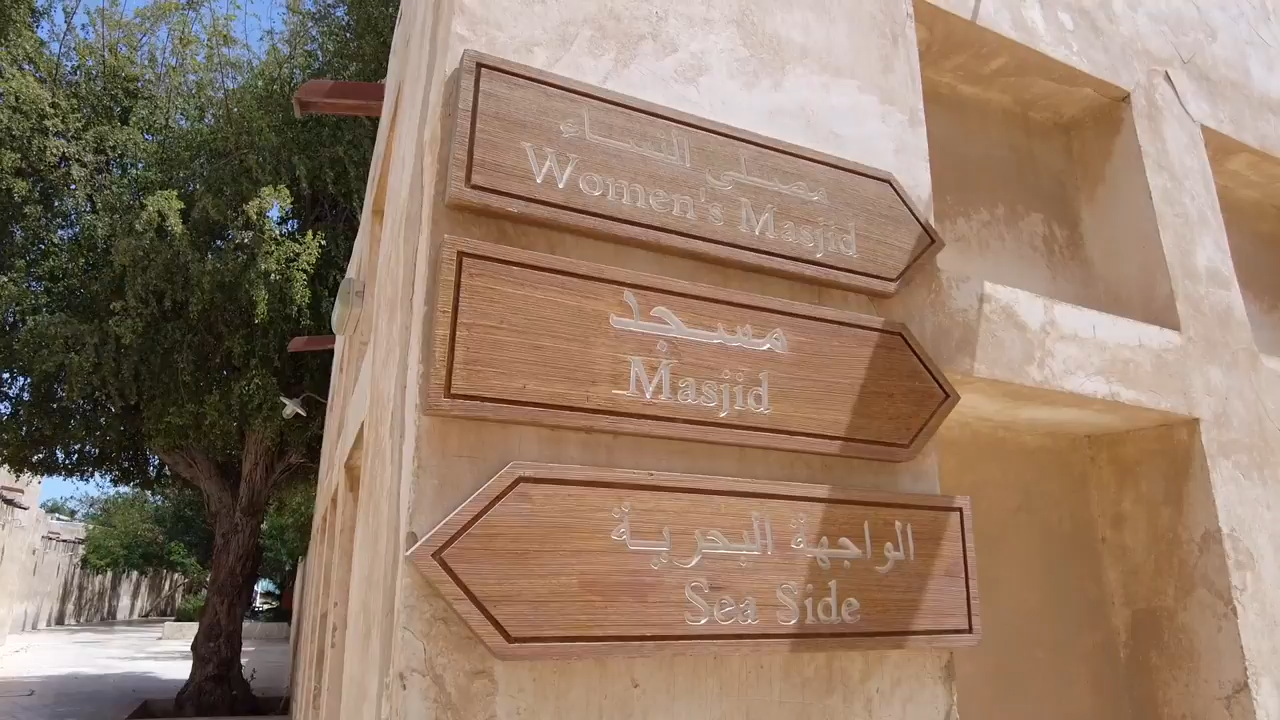 مصلى النساء
Women's Masjid
مسجد
Masjid
الواجهة البحرية
Sea Side